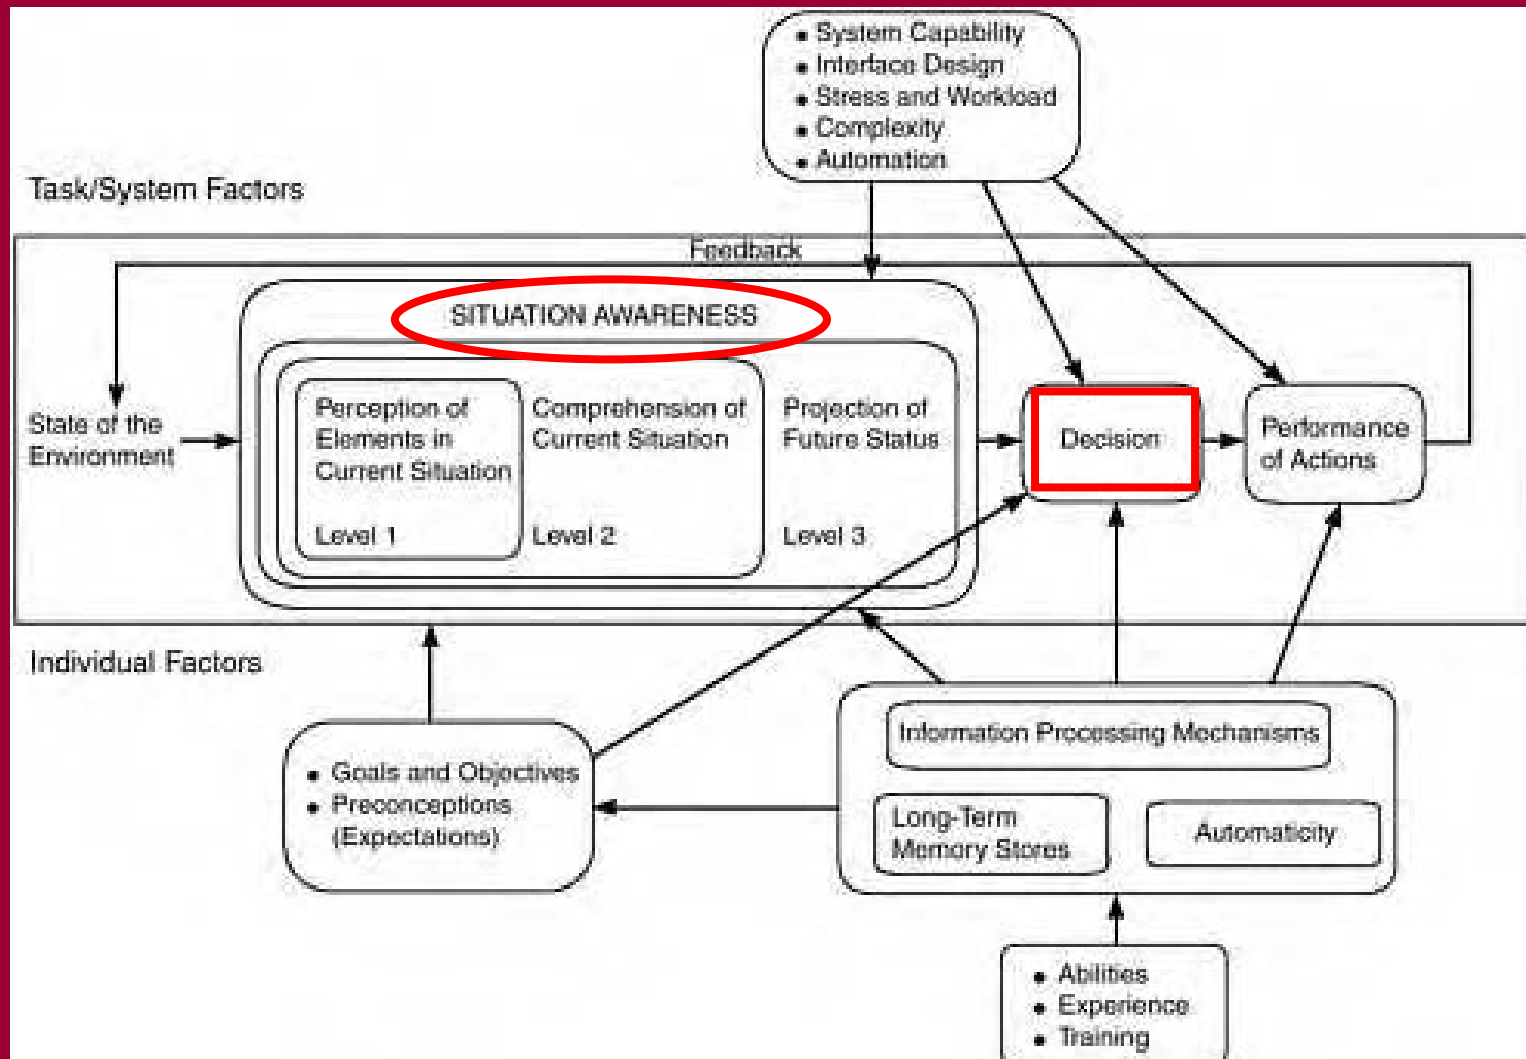 • System Capability
• Interface Design
• Stress and Workload
• Complexity
• Automation
Task/System Factors
Feedback
SITUATION AWARENESS
State of the
Environment
Perception of
Elements in
Current Situation
Level 1
Comprehension of
Current Situation
Level 2
Projection of
Future Status
Level 3
Decision
Performance
of Actions
Individual Factors
• Goals and Objectives
• Preconceptions
(Expectations)
Information Processing Mechanisms
Long-Term
Memory Stores
Automaticity
• Abilities
• Experience
• Training